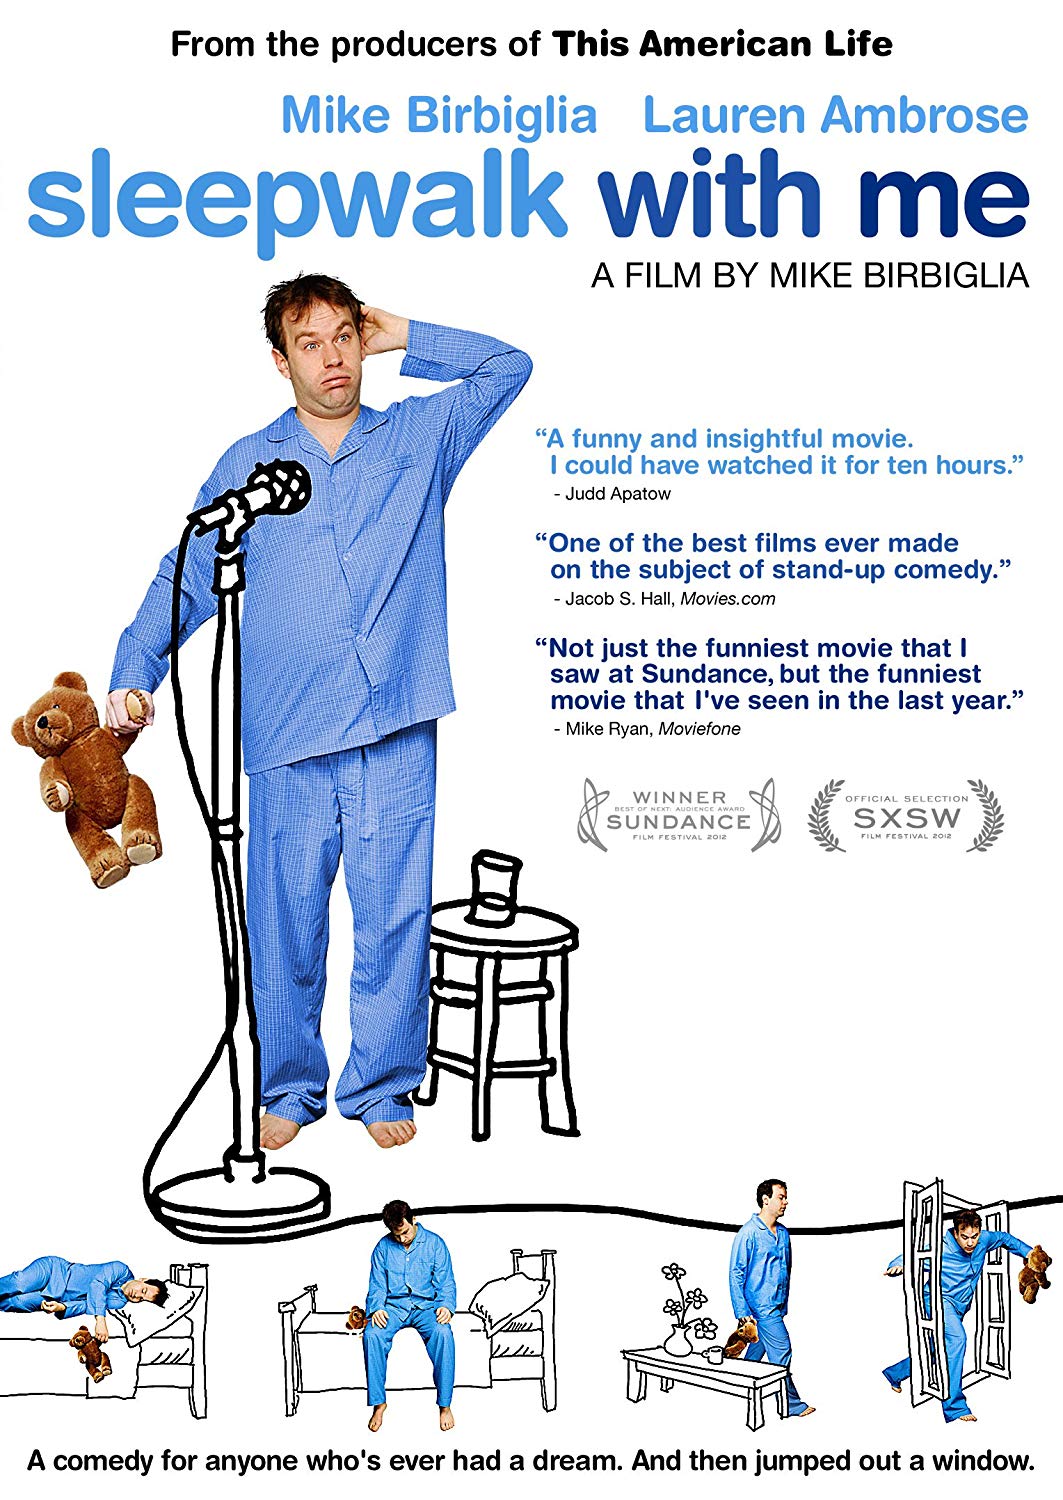 From the producers of This American Life
Mike Birbiglia Lauren Ambrose
sleepwalk with me
A FILM BY MIKE BIRBIGLIA
“A funny and insightful movie.
I could have watched it for ten hours.”
- Judd Apatow
“One of the best films ever made
on the subject of stand-up comedy.”
- Jacob S. Hall, Movies.com
“Not just the funniest movie that I
saw at Sundance, but the funniest
movie that I've seen in the last year.”
- Mike Ryan, Moviefone
WINNER
BEST OF NEXT: AUDIENCE AWARD
SUNDANCE
FILM FESTIVAL 2012
OFFICIAL SELECTION
SXSW
FILM FESTIVAL 2012
A comedy for anyone who's ever had a dream. And then jumped out a window.